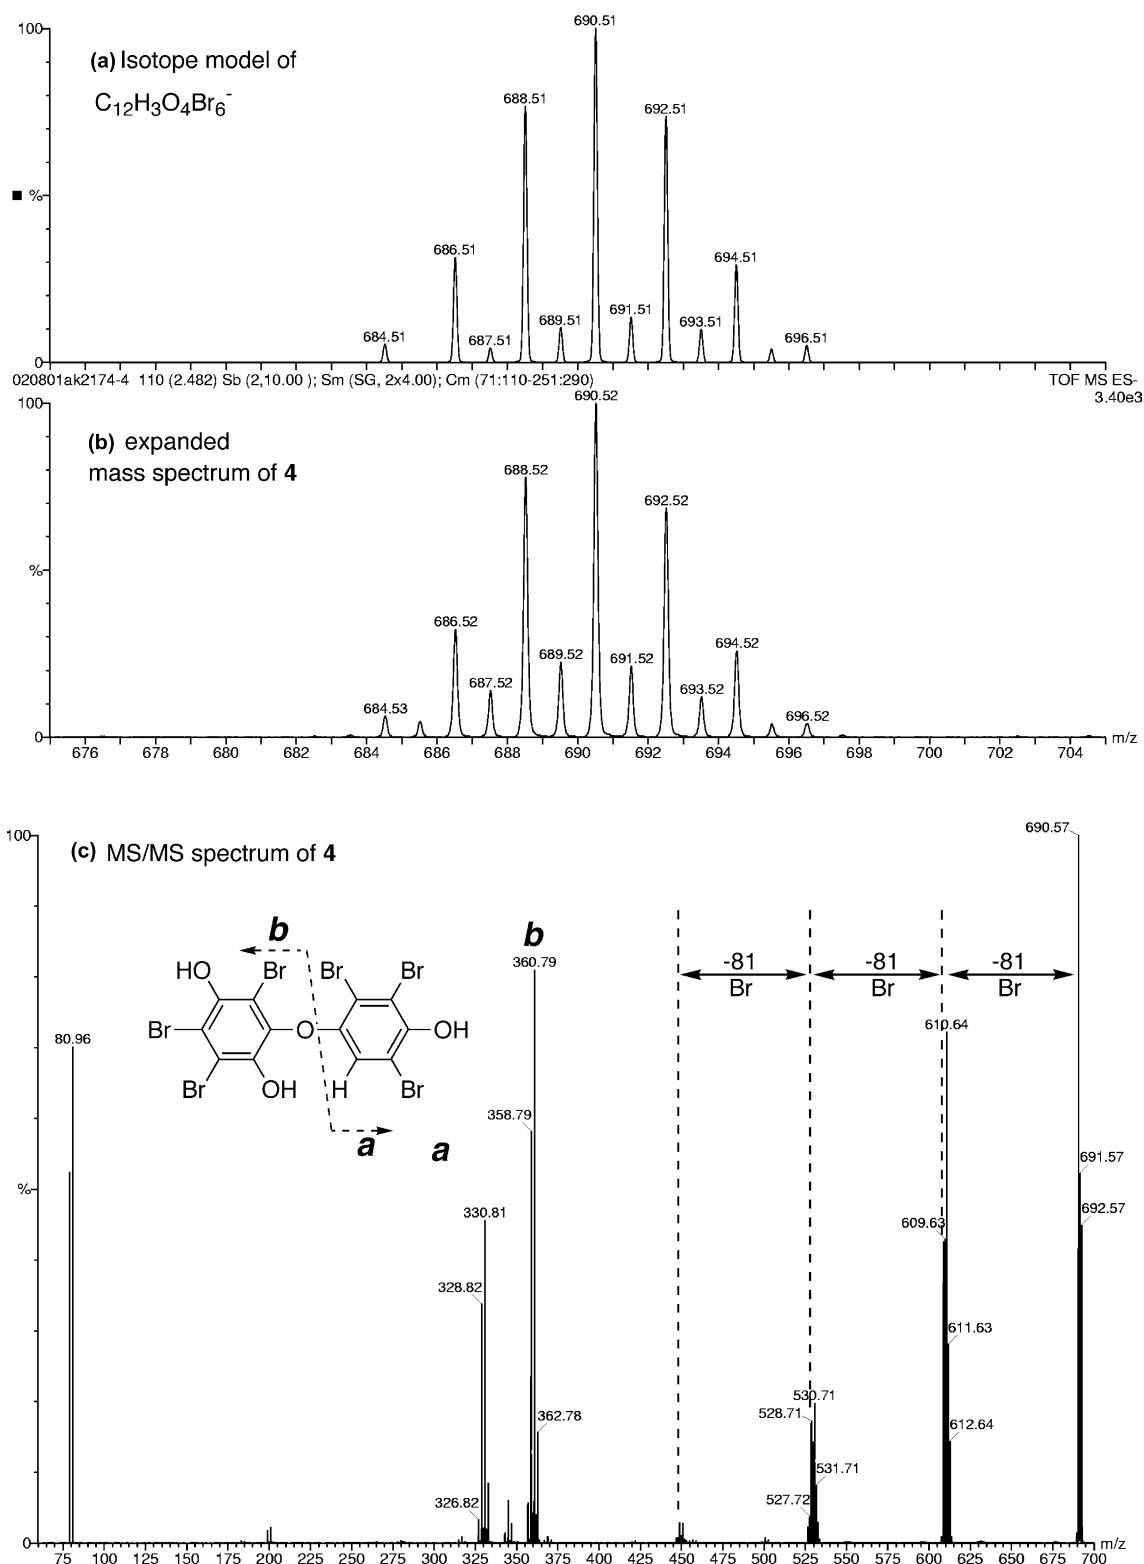 100
690.51
(a) Isotope model of
C12H3O4Br6-
688.51
692.51
%
686.51
694.51
684.51
687.51
689.51
691.51
693.51
696.51
0
020801ak2174-4 110 (2.482) Sb (2,10.00 ); Sm (SG, 2x4.00); Cm (71:110-251:290)
TOF MS ES-
3.40e3
100
690.52
(b) expanded
mass spectrum of 4
688.52
692.52
%
686.52
694.52
689.52
691.52
687.52
693.52
684.53
696.52
0
m/z
676 678 680 682 684 686 688 690 692 694 696 698 700 702 704
100
690.57
(c) MS/MS spectrum of 4
b
b
360.79
-81 -81 -81
Br Br Br
HO Br Br Br
Br O OH
Br OH H Br
80.96
610.64
a
a
358.79
691.57
%
330.81
692.57
609.63
328.82
611.63
530.71
528.71
362.78
612.64
531.71
326.82
527.72
0
m/z
75 100 125 150 175 200 225 250 275 300 325 350 375 400 425 450 475 500 525 550 575 600 625 650 675 700